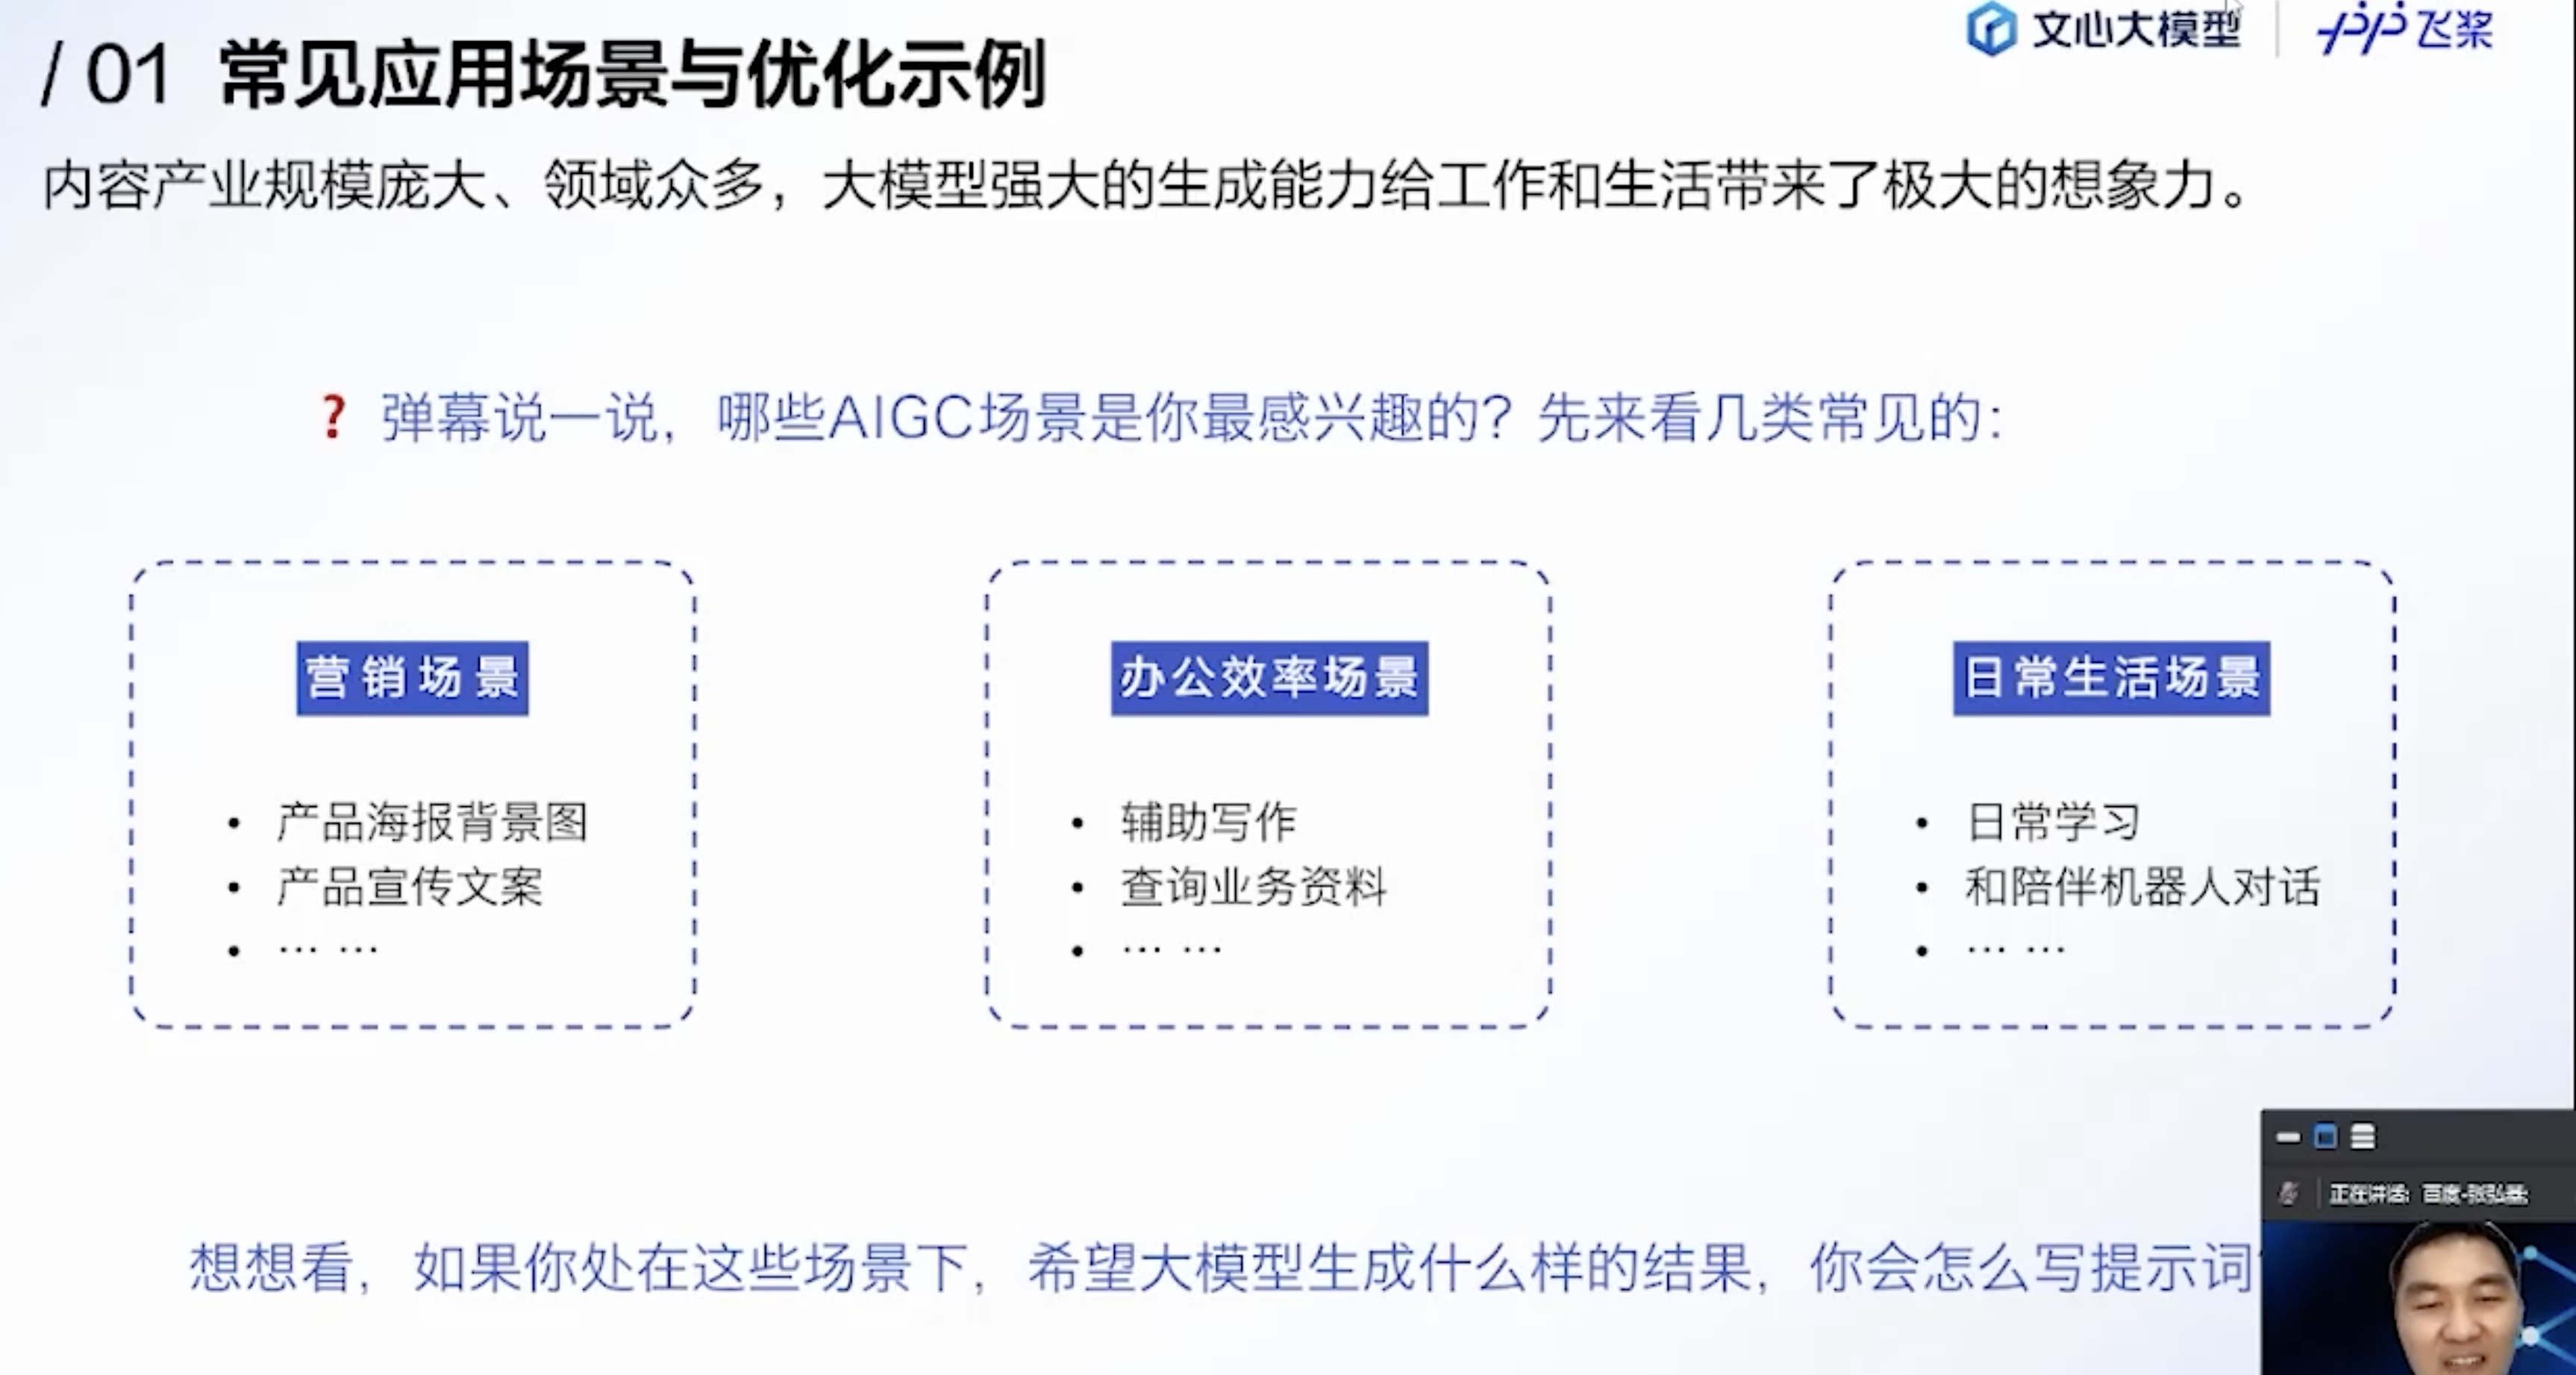 文心大模型 | 飞桨
/ 01 常见应用场景与优化示例
内容产业规模庞大、领域众多，大模型强大的生成能力给工作和生活带来了极大的想象力。
? 弹幕说一说，哪些AIGC场景是你最感兴趣的？先来看几类常见的：
营销场景
• 产品海报背景图
• 产品宣传文案
• … …
办公效率场景
• 辅助写作
• 查询业务资料
• … …
日常生活场景
• 日常学习
• 和陪伴机器人对话
• … …
想想看，如果你处在这些场景下，希望大模型生成什么样的结果，你会怎么写提示词
正在讲话: 百度-张弘基;